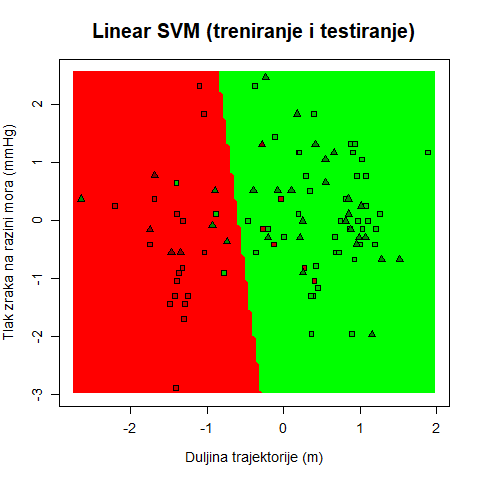 Linear SVM (treniranje i testiranje)
Tlak zraka na razini mora (mmHg)
2
1
0
-1
-2
-3
-2 -1 0 1 2
Duljina trajektorije (m)